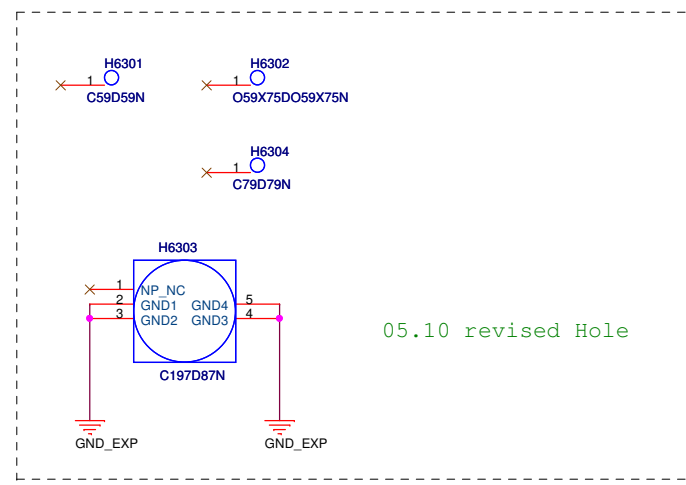 H6301
1
C59D59N
H6302
1
O59X75DO59X75N
H6304
1
C79D79N
H6303
1 NP_NC
2 GND1 GND4 5
3 GND2 GND3 4
C197D87N
05.10 revised Hole
GND_EXP GND_EXP